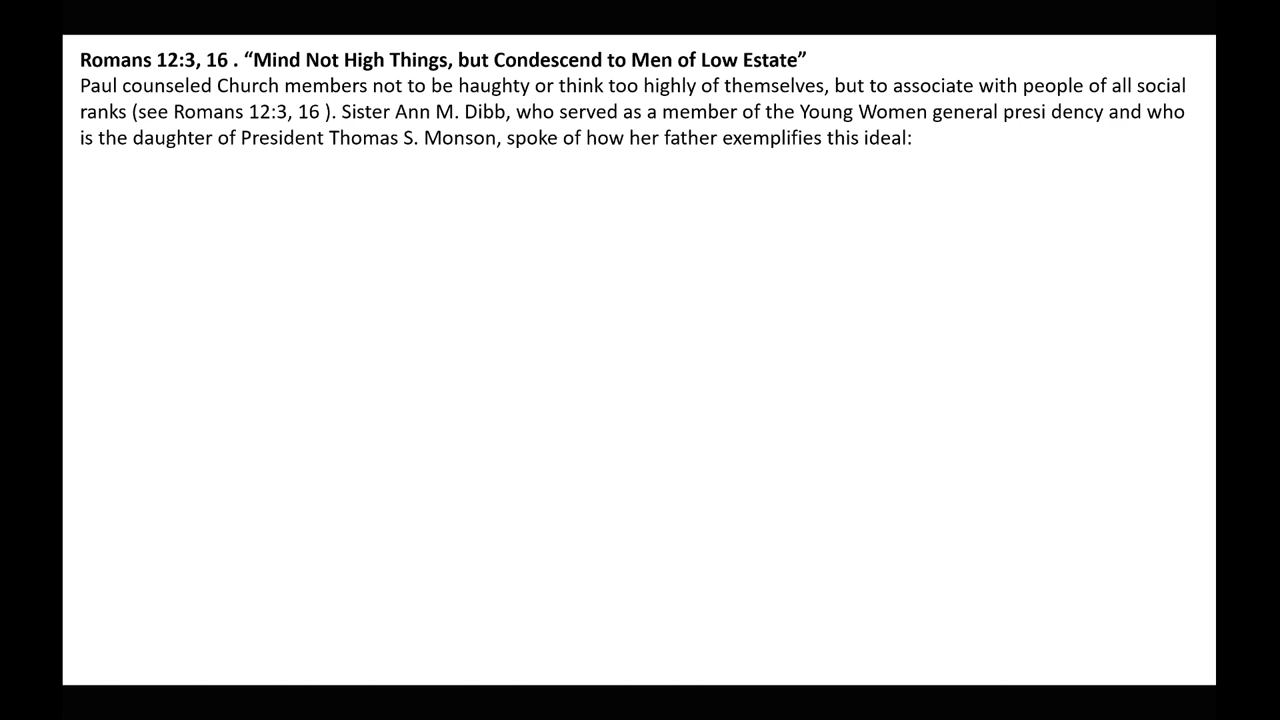 Romans 12:3, 16 . “Mind Not High Things, but Condescend to Men of Low Estate”
Paul counseled Church members not to be haughty or think too highly of themselves, but to associate with people of all social
ranks (see Romans 12:3, 16 ). Sister Ann M. Dibb, who served as a member of the Young Women general presi dency and who
is the daughter of President Thomas S. Monson, spoke of how her father exemplifies this ideal: